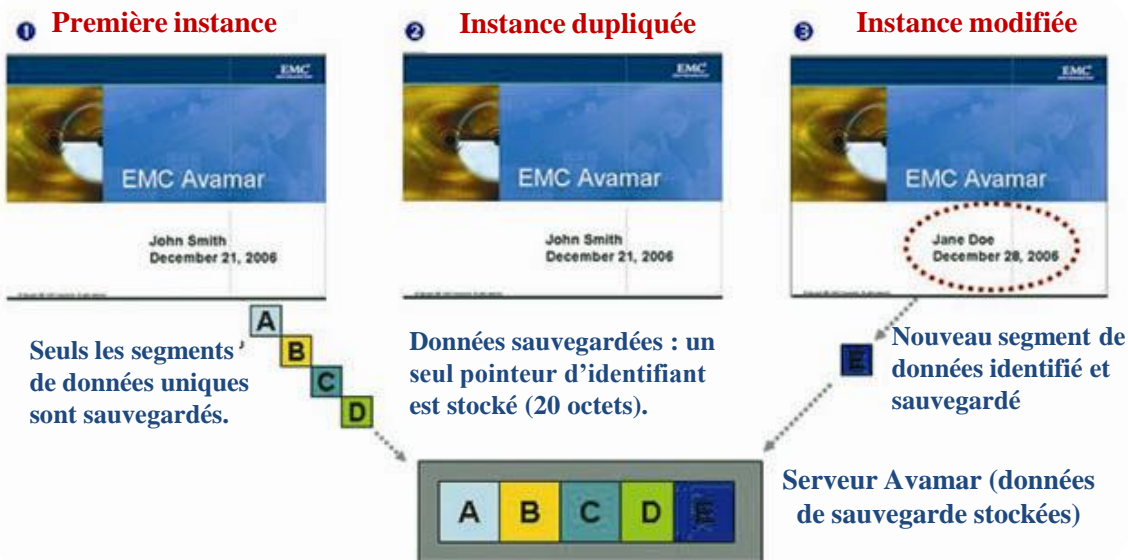 ❶ Première instance
EMC
EMC Avamar
John Smith
December 21, 2006
A
B
C
D
Seuls les segments
de données uniques
sont sauvegardés.
❷ Instance dupliquée
EMC
EMC Avamar
John Smith
December 21, 2006
Données sauvegardées : un
seul pointeur d’identifiant
est stocké (20 octets).
❸ Instance modifiée
EMC
EMC Avamar
Jane Doe
December 28, 2006
E
Nouveau segment de
données identifié et
sauvegardé
A B C D E
Serveur Avamar (données
de sauvegarde stockées)